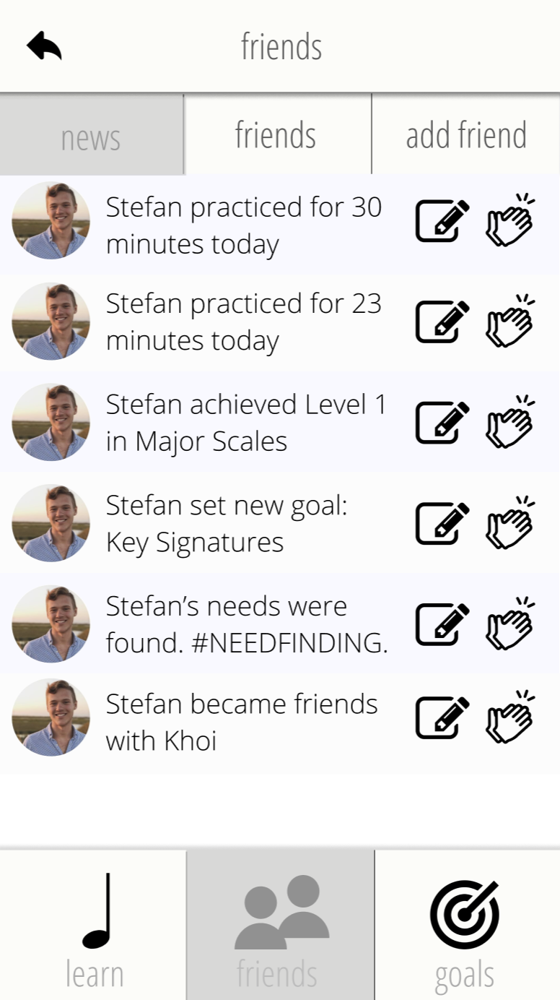 friends
news
friends
add friend
Stefan practiced for 30
minutes today
Stefan practiced for 23
minutes today
Stefan achieved Level 1
in Major Scales
Stefan set new goal:
Key Signatures
Stefan’s needs were
found. #NEEDFINDING.
Stefan became friends
with Khoi
learn
friends
goals